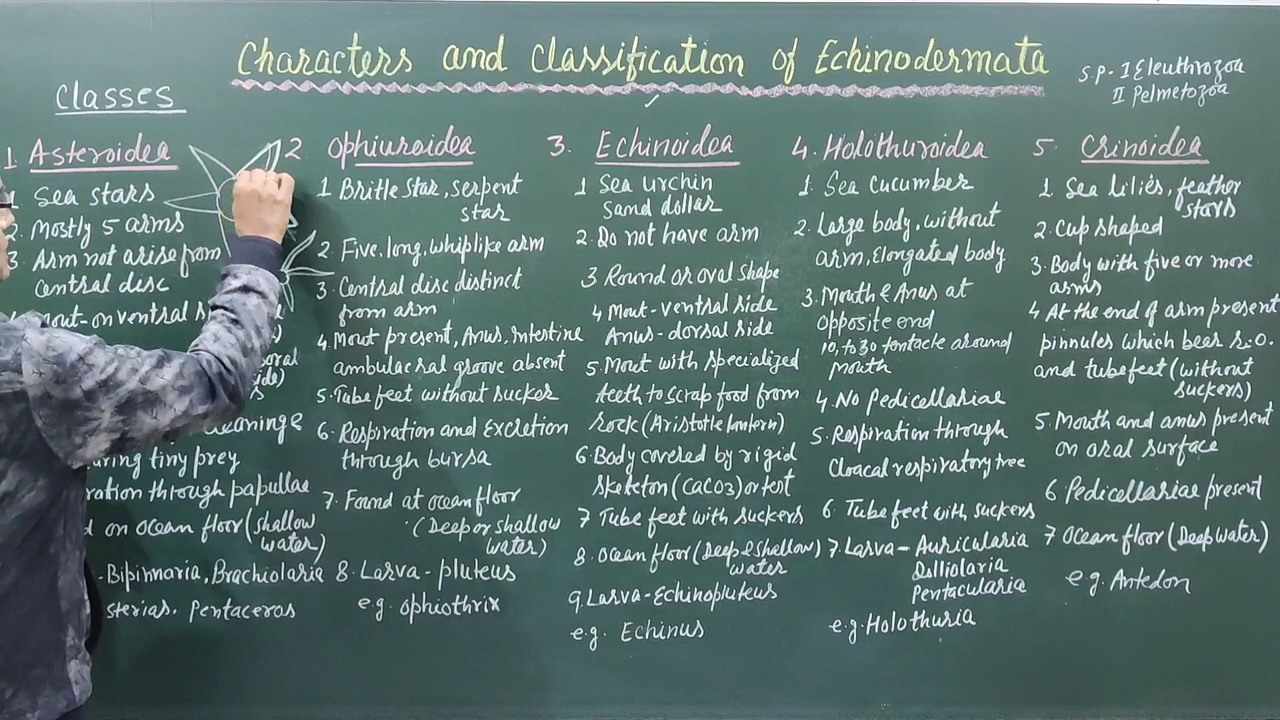 Characters and Classification of Echinodermata
S.P- I Eleuthrozoa
II Pelmetozoa
Classes
1. Asteroidea
1 Sea stars
2. Mostly 5 arms
3. Arm not arise from
central disc
Mout-on ventral
oral
side)
cleaning &
uring tiny prey
ration through papullae
d on ocean floor (shallow
water)
- Bipinnaria, Brachiolaria
sterias. Pentaceros
2. Ophiuroidea
1 Britle Star, serpent
star
2. Five, long, whiplike arm
3. Central disc distinct
from arm
4. Mout present, Anus, intestine
ambulacral groove absent
5. Tube feet without sucker
6. Respiration and Excretion
through bursa
7. Found at ocean floor
(Deep or shallow
water)
8. Larva - pluteus
e.g. Ophiothrix
3. Echinoidea
1 Sea urchin
sand dollar
2. Do not have arm
3 Round or oval shape
4 Mout - ventral side
Anus - dorsal side
5. Mout with specialized
teeth to scrap food from
rock (Aristotle lantern)
6. Body covered by rigid
skeleton (CaCO3) or test
7 Tube feet with suckers
8. Ocean floor (Deep & shallow)
water
9. Larva - Echinopluteus
e.g. Echinus
4. Holothuroidea
1. Sea cucumber
2. Large body, without
arm, Elongated body
3. Mouth & Anus at
opposite end
10, to 30 tentacle around
mouth
4. No Pedicellariae
5. Respiration through
Cloacal respiratory tree
6. Tube feet with suckers
7. Larva - Auricularia
Dolliolaria
Pentacularia
e.g. Holothuria
5. Crinoidea
1. Sea lilies, feather
stars
2. Cup shaped
3. Body with five or more
arms
4 At the end of arm present
pinnules which bear r.o.
and tubefeet (without
suckers)
5. Mouth and anus present
on oral surface
6 Pedicellariae present
7 Ocean floor (Deep water)
e.g. Antedon